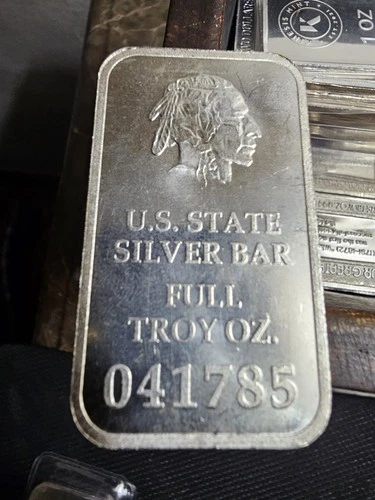 U.S. STATE
SILVER BAR
FULL
TROY OZ.
041785
K
1 OZ